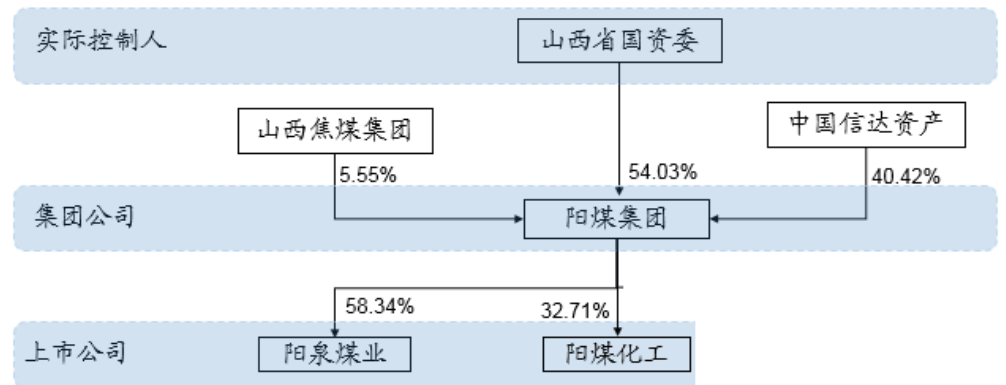 实际控制人
山西省国资委
山西焦煤集团
中国信达资产
5.55%
54.03%
40.42%
集团公司
阳煤集团
58.34%
32.71%
上市公司
阳泉煤业
阳煤化工